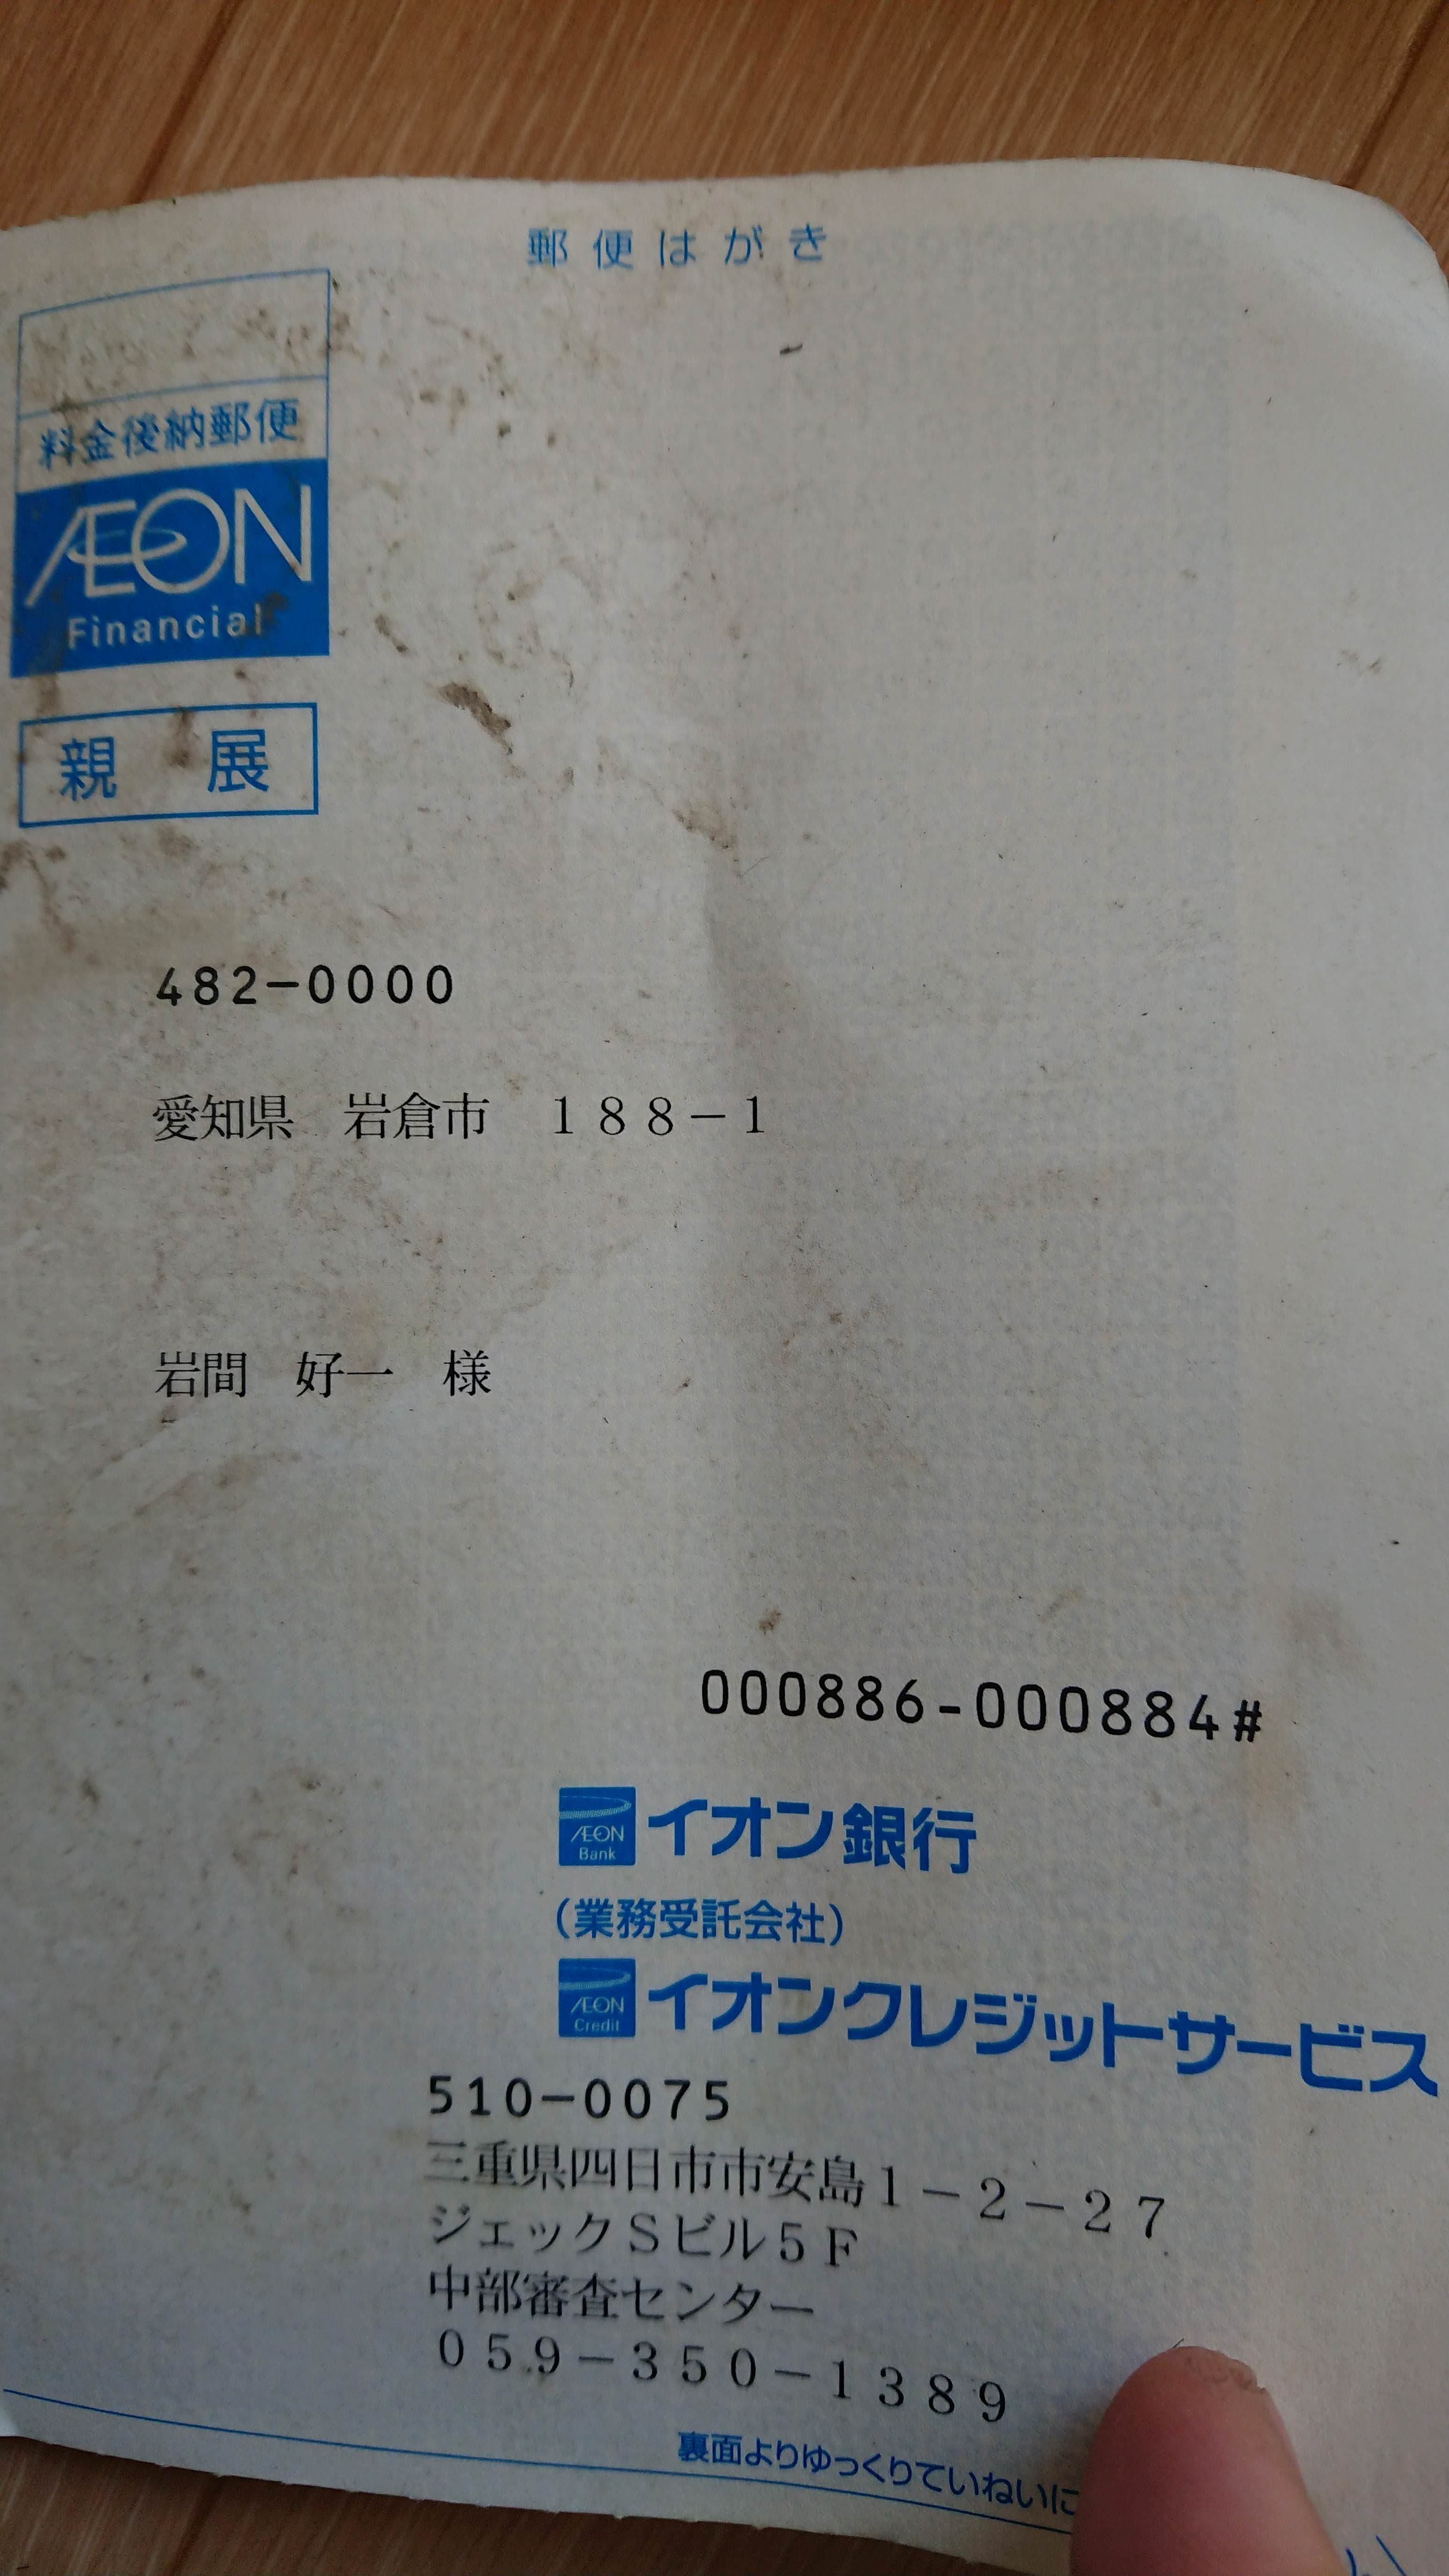 郵便はがき
料金後納郵便
ÆON
Financial
親 展
482-0000
愛知県 岩倉市 188-1
岩間 好一 様
000886-000884#
ÆON
Bank
イオン銀行
(業務受託会社)
ÆON
Credit
イオンクレジットサービス
510-0075
三重県四日市市安島1-2-27
ジェックSビル5F
中部審査センター
059-350-1389
裏面よりゆっくりていねいに